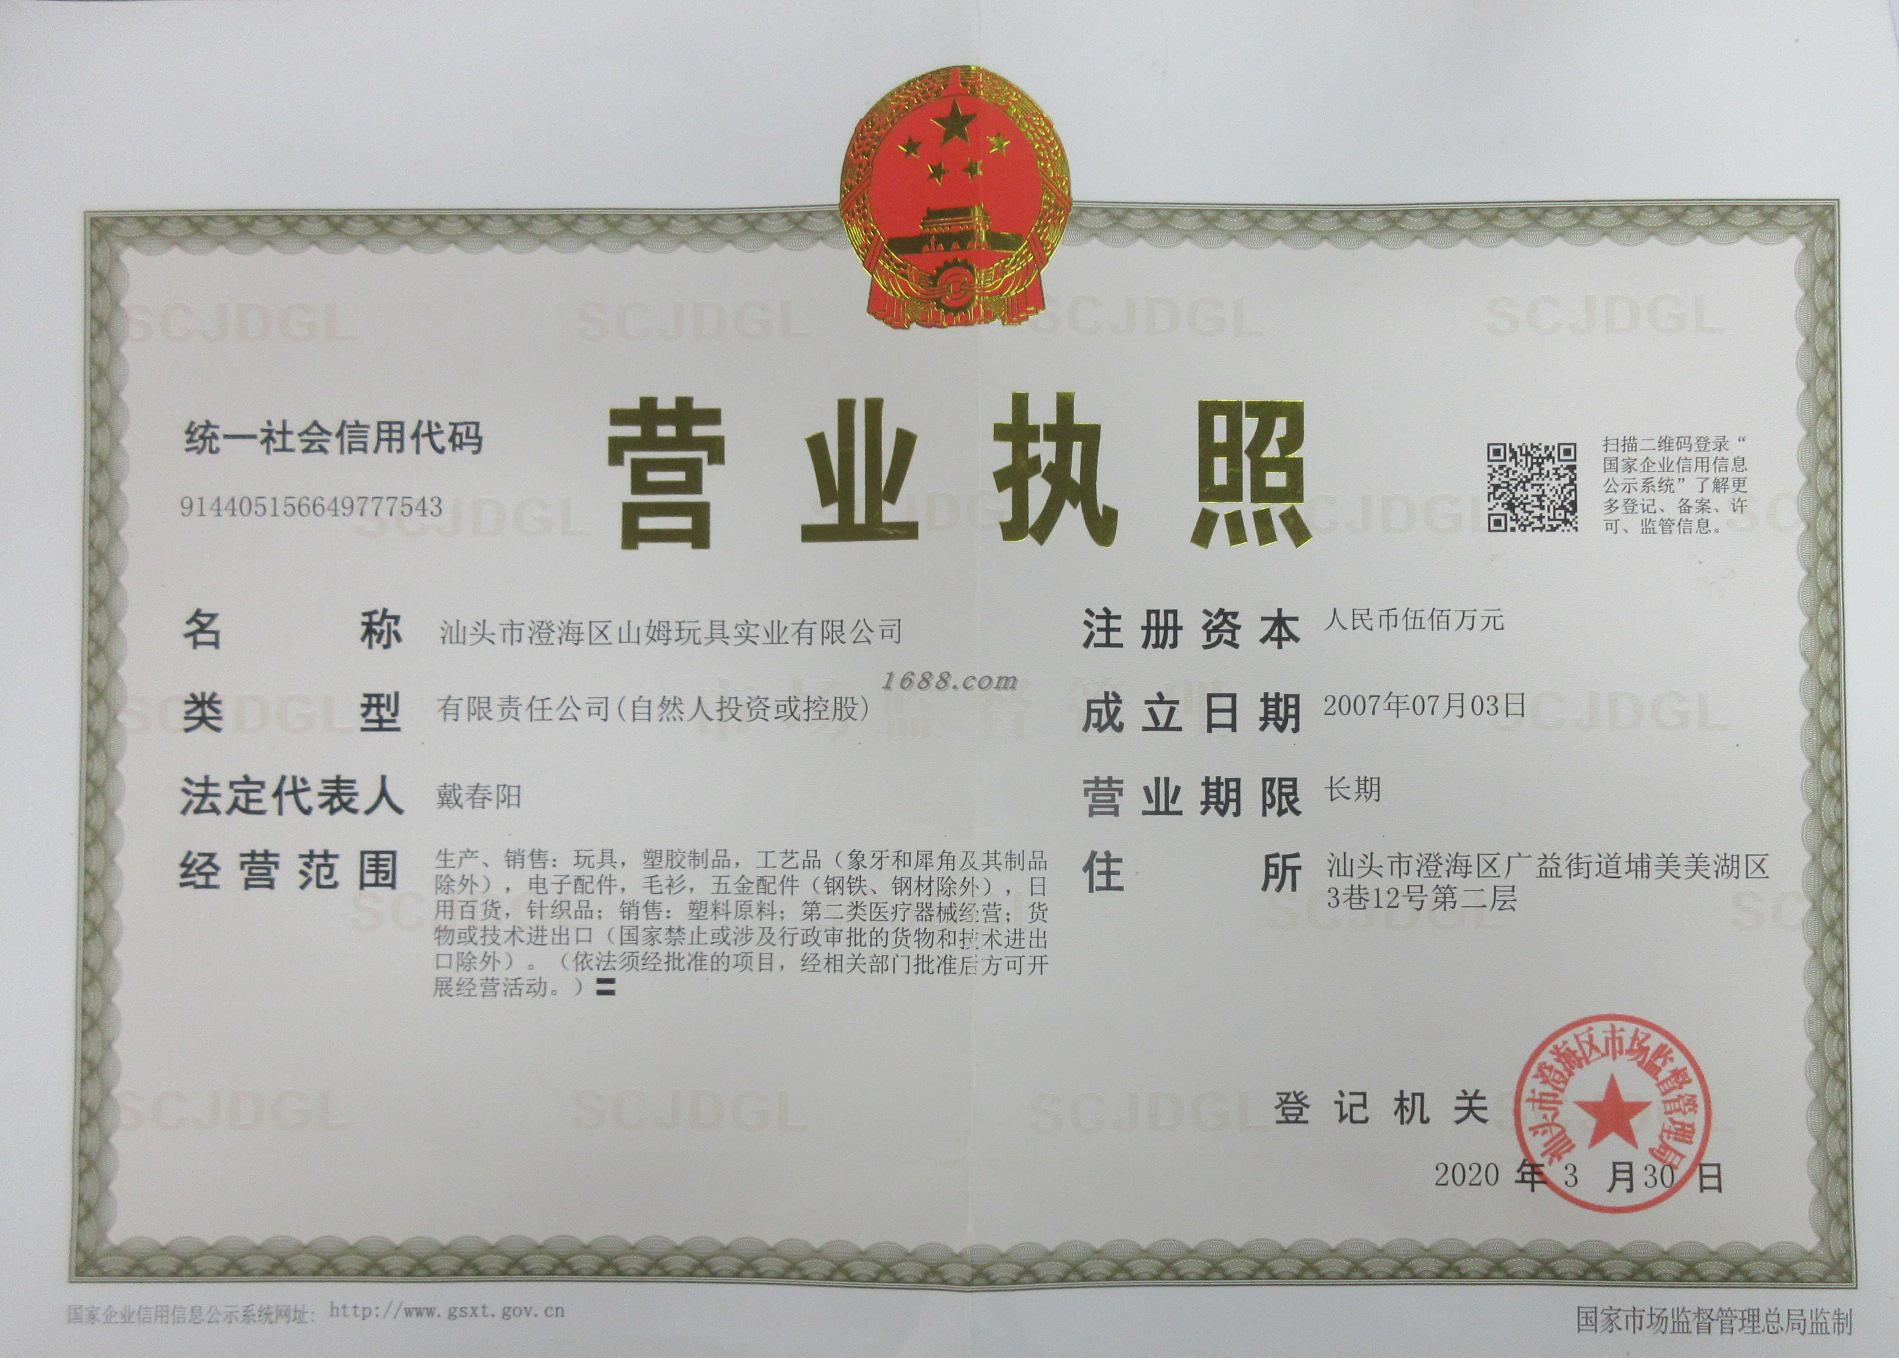 统一社会信用代码
914405156649777543
营业执照
扫描二维码登录“
国家企业信用信息
公示系统”了解更
多登记、备案、许
可、监管信息。
名称 汕头市澄海区山姆玩具实业有限公司
类型 有限责任公司(自然人投资或控股)
法定代表人 戴春阳
经营范围 生产、销售：玩具，塑胶制品，工艺品（象牙和犀角及其制品
除外），电子配件，毛衫，五金配件（钢铁、钢材除外），日
用百货，针织品；销售：塑料原料；第二类医疗器械经营；货
物或技术进出口（国家禁止或涉及行政审批的货物和技术进出
口除外）。（依法须经批准的项目，经相关部门批准后方可开
展经营活动。）〓
注册资本 人民币伍佰万元
成立日期 2007年07月03日
营业期限 长期
住所 汕头市澄海区广益街道埔美美湖区
3巷12号第二层
1688.com
登记机关
汕头市澄海区市场监督管理局
2020 年 3 月 30 日
国家企业信用信息公示系统网址: http://www.gsxt.gov.cn
国家市场监督管理总局监制
SCJDGL
市场监督管理